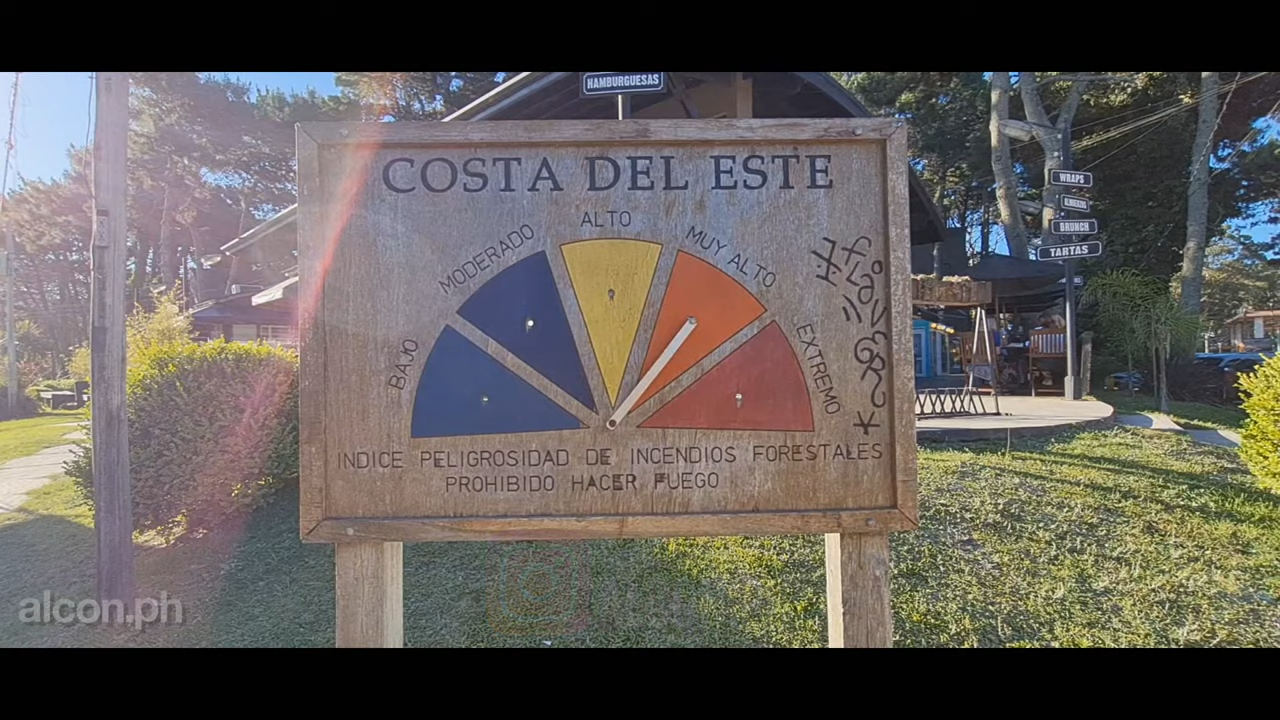 HAMBURGUESAS
COSTA DEL ESTE
BAJO
MODERADO
ALTO
MUY ALTO
EXTREMO
INDICE PELIGROSIDAD DE INCENDIOS FORESTALES
PROHIBIDO HACER FUEGO
WRAPS
BRUNCH
TARTAS
alcon.ph